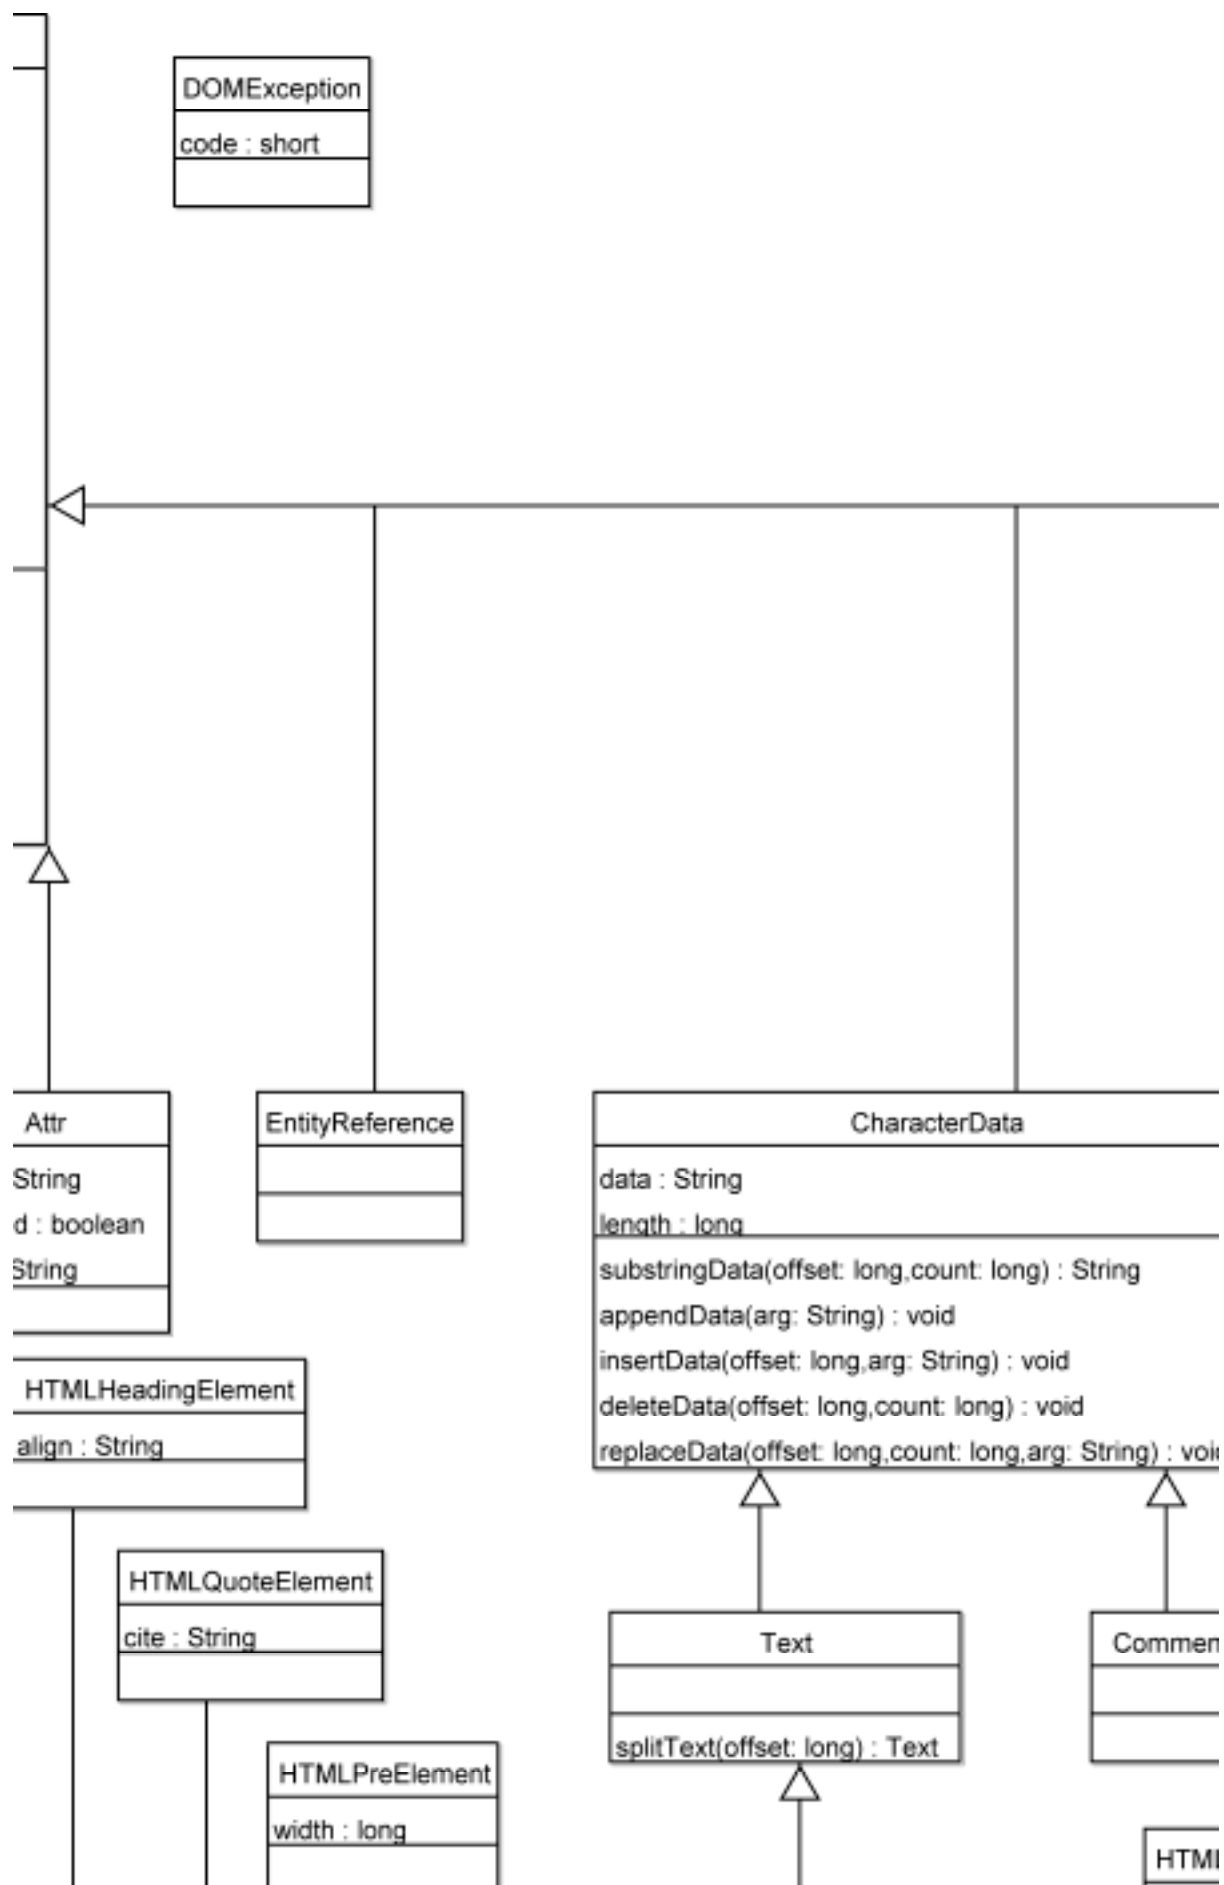 DOMException
code : short
Attr
String
d : boolean
String
EntityReference
CharacterData
data : String
length : long
substringData(offset: long,count: long) : String
appendData(arg: String) : void
insertData(offset: long,arg: String) : void
deleteData(offset: long,count: long) : void
replaceData(offset: long,count: long,arg: String) : voi
HTMLHeadingElement
align : String
HTMLQuoteElement
cite : String
Text
splitText(offset: long) : Text
Commen
HTMLPreElement
width : long
HTML